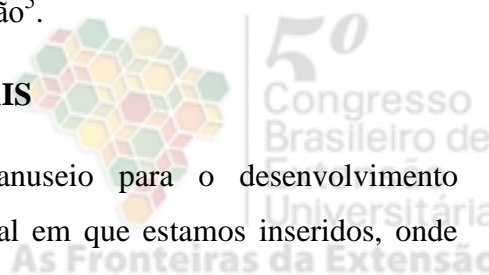 ão⁵.
5º
Congresso
IS
Brasileiro de
Extensão
anuseio para o desenvolvimento
Universitária
al em que estamos inseridos, onde
As Fronteiras da Extensão